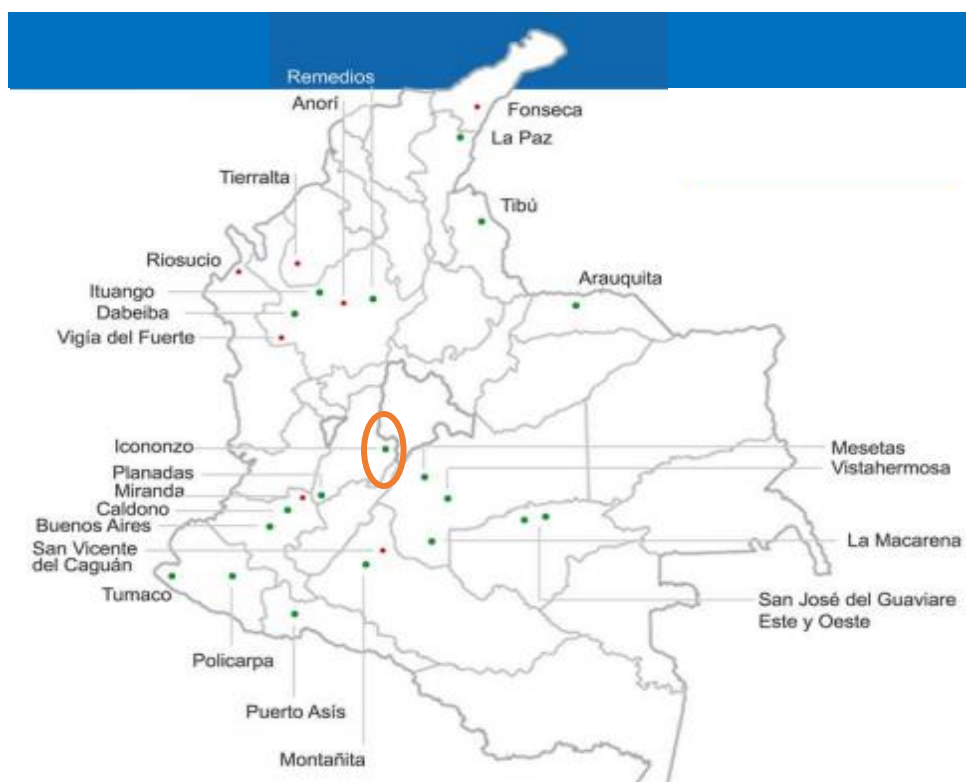 Remedios
Anorí
Fonseca
La Paz
Tierralta
Tibú
Riosucio
Arauquita
Ituango
Dabeiba
Vigía del Fuerte
Icononzo
Mesetas
Vistahermosa
Planadas
Miranda
Caldono
Buenos Aires
La Macarena
San Vicente
del Caguán
Tumaco
San José del Guaviare
Este y Oeste
Policarpa
Puerto Asís
Montañita